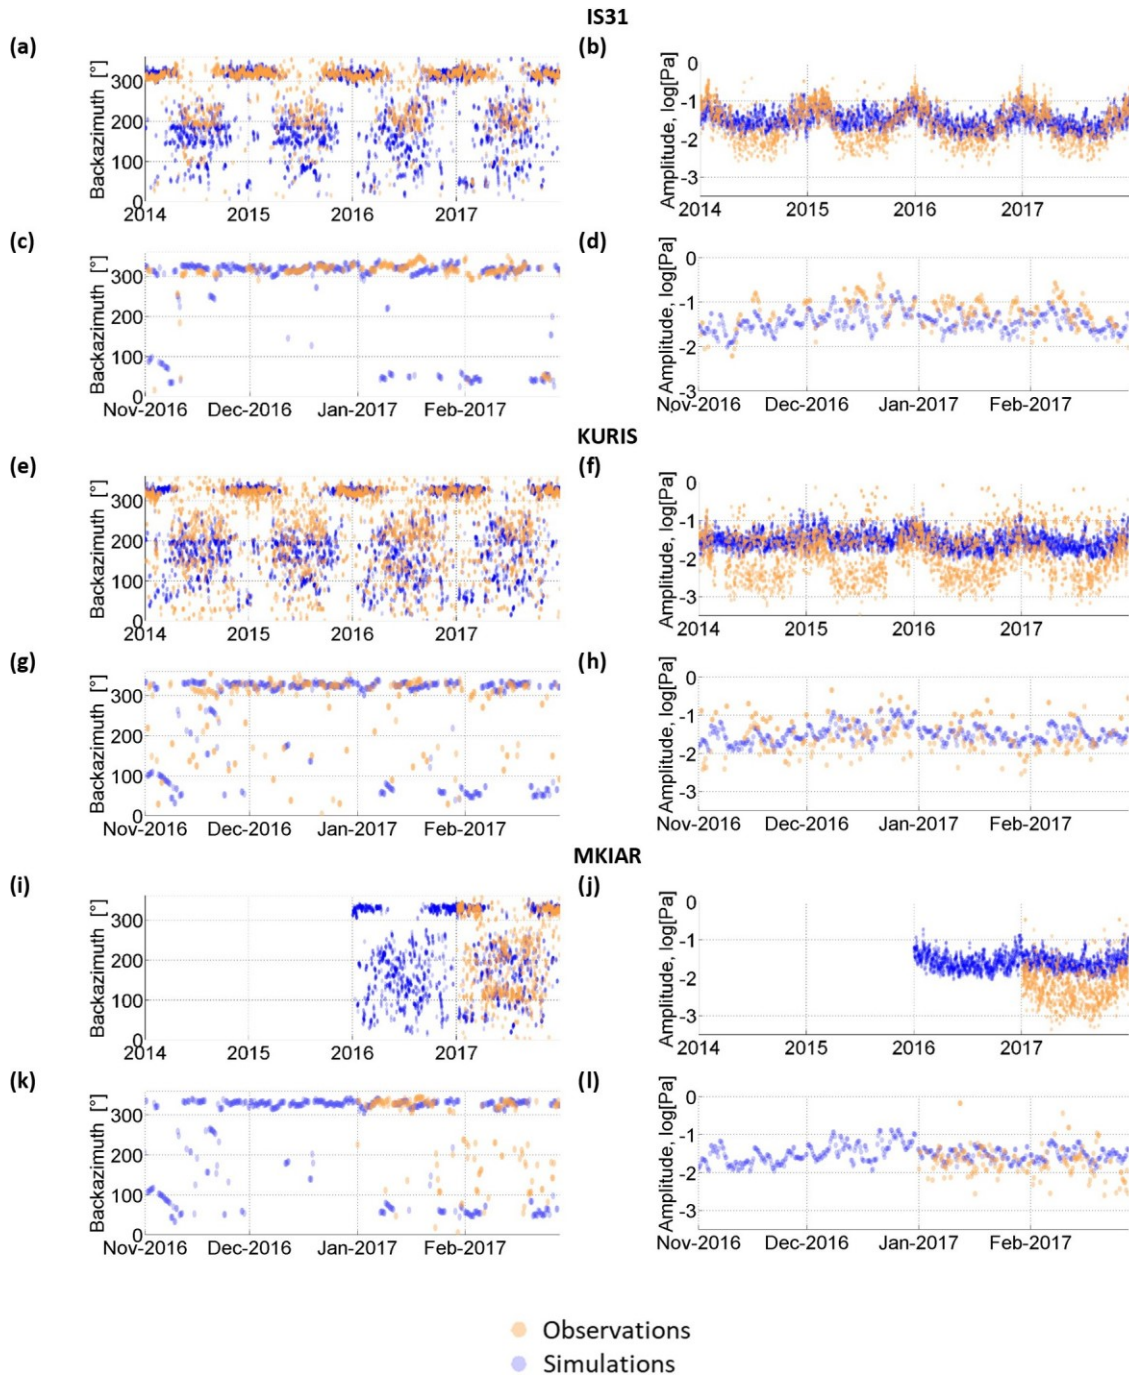 IS31
(a)
(b)
Backazimuth [°]
300
200
100
0
2014 2015 2016 2017
Amplitude, log[Pa]
0
-1
-2
-3
2014 2015 2016 2017
(c)
(d)
Backazimuth [°]
300
200
100
0
Nov-2016 Dec-2016 Jan-2017 Feb-2017
Amplitude, log[Pa]
0
-1
-2
-3
Nov-2016 Dec-2016 Jan-2017 Feb-2017
KURIS
(e)
(f)
Backazimuth [°]
300
200
100
0
2014 2015 2016 2017
Amplitude, log[Pa]
0
-1
-2
-3
2014 2015 2016 2017
(g)
(h)
Backazimuth [°]
300
200
100
0
Nov-2016 Dec-2016 Jan-2017 Feb-2017
Amplitude, log[Pa]
0
-1
-2
-3
Nov-2016 Dec-2016 Jan-2017 Feb-2017
MKIAR
(i)
(j)
Backazimuth [°]
300
200
100
0
2014 2015 2016 2017
Amplitude, log[Pa]
0
-1
-2
-3
2014 2015 2016 2017
(k)
(l)
Backazimuth [°]
300
200
100
0
Nov-2016 Dec-2016 Jan-2017 Feb-2017
Amplitude, log[Pa]
0
-1
-2
-3
Nov-2016 Dec-2016 Jan-2017 Feb-2017
Observations
Simulations